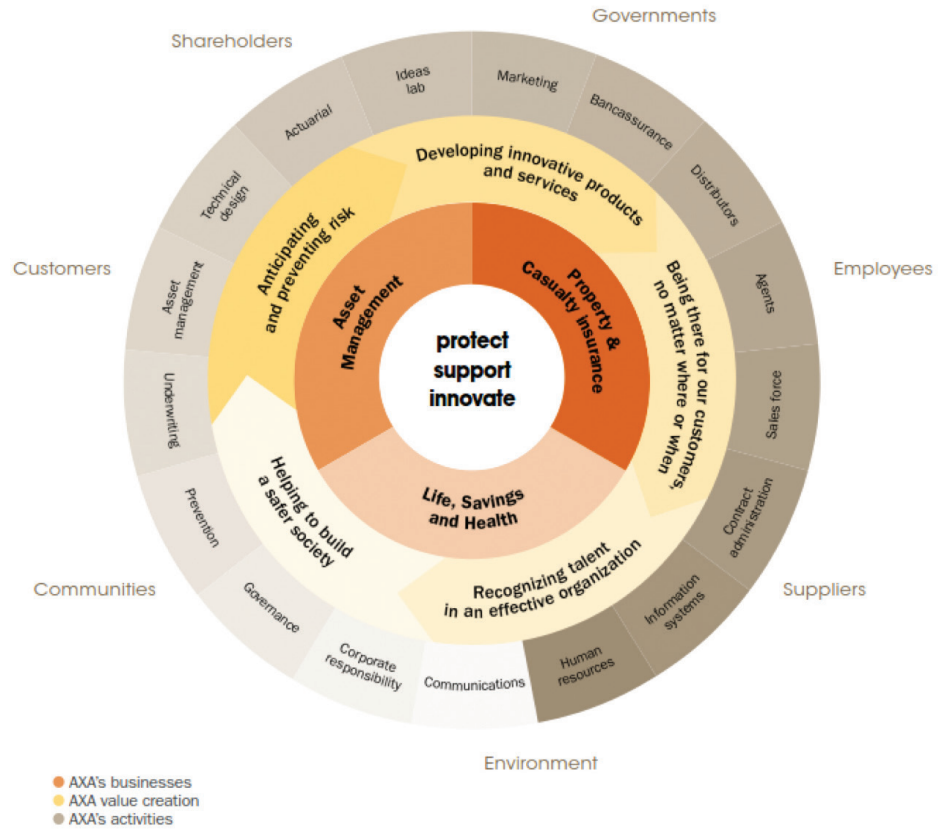 Governments
Shareholders
Customers
Employees
Communities
Suppliers
Environment
Ideas
lab
Marketing
Bancassurance
Distributors
Agents
Sales force
Contract
administration
Information
systems
Human
resources
Communications
Corporate
responsibility
Governance
Prevention
Underwriting
Asset
management
Technical
design
Actuarial
Developing innovative products
and services
Being there for our customers,
no matter where or when
Recognizing talent
in an effective organization
Helping to build
a safer society
Anticipating
and preventing risk
Asset
Management
Property &
Casualty insurance
Life, Savings
and Health
protect
support
innovate
AXA's businesses
AXA value creation
AXA's activities